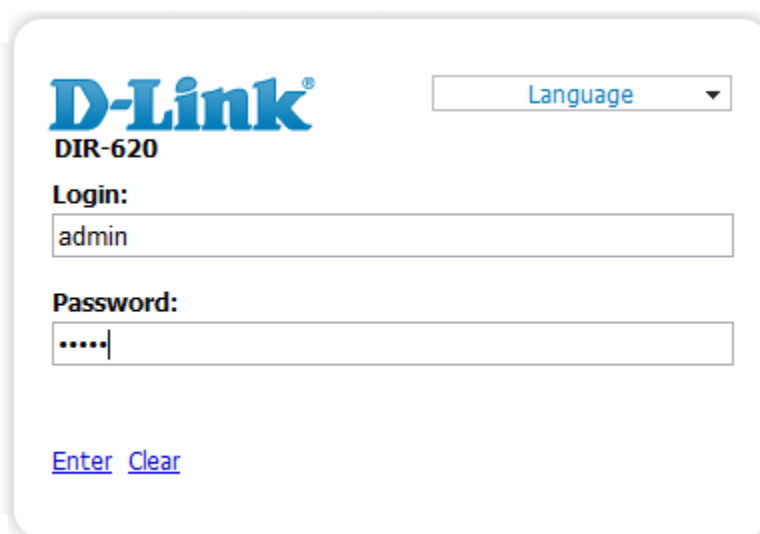 D-Link®
Language
DIR-620
Login:
admin
Password:
•••••
Enter Clear